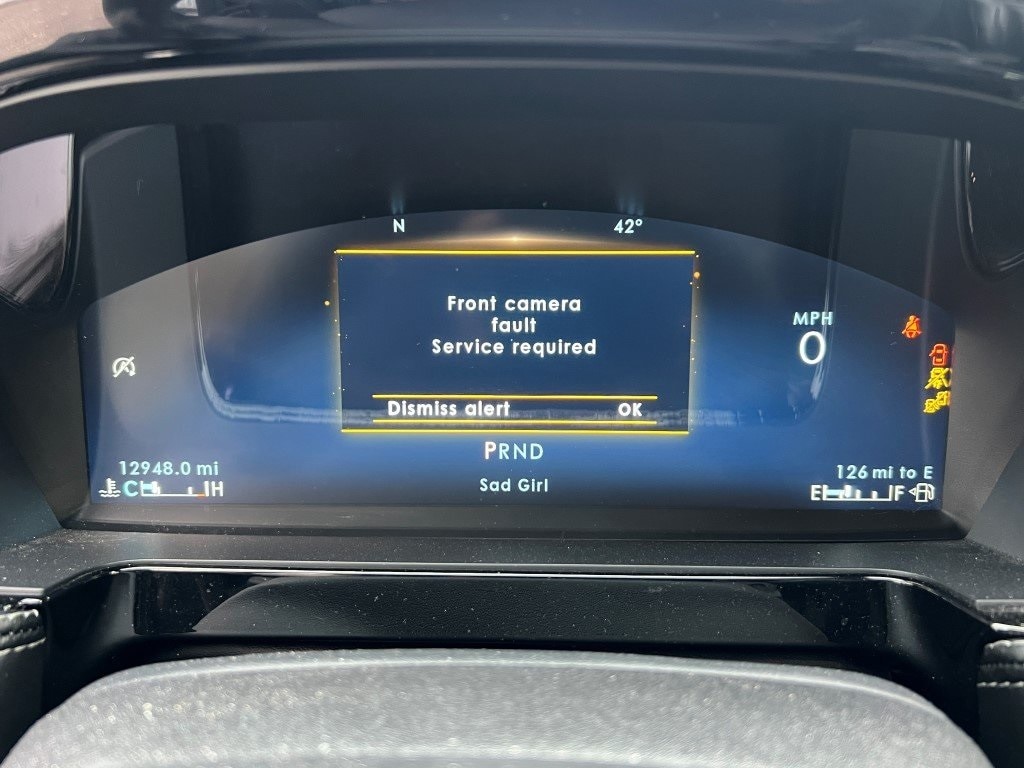 N 42°
Front camera
fault
Service required
MPH
0
Dismiss alert OK
PRND
12948.0 mi
126 mi to E
Sad Girl
C H
E F